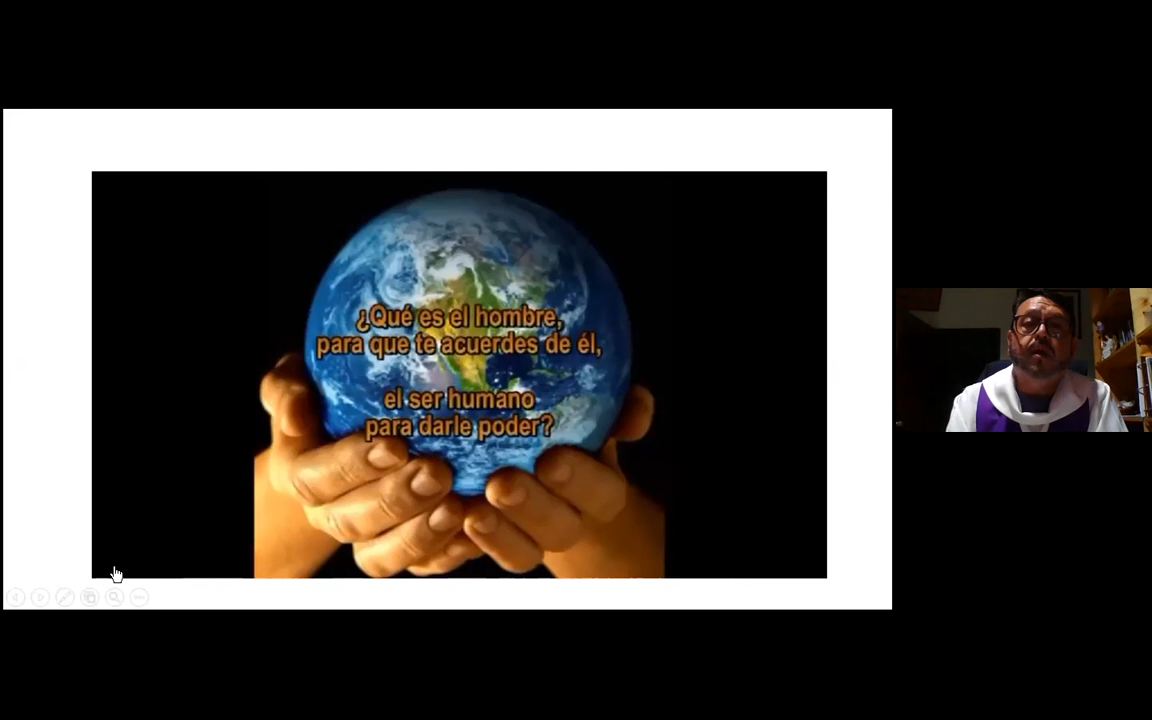 ¿Qué es el hombre,
para que te acuerdes de él,
el ser humano
para darle poder?